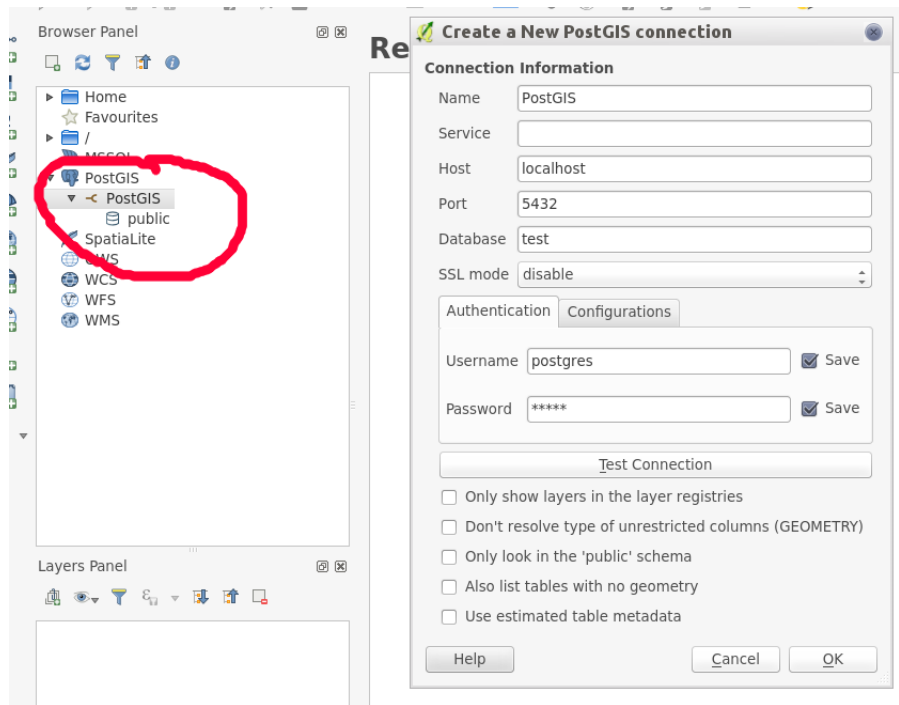 Browser Panel
Home
Favourites
/
MSSQL
PostGIS
PostGIS
public
SpatiaLite
OWS
WCS
WFS
WMS
Layers Panel
Re
Create a New PostGIS connection
Connection Information
Name PostGIS
Service
Host localhost
Port 5432
Database test
SSL mode disable
Authentication Configurations
Username postgres Save
Password ***** Save
Test Connection
Only show layers in the layer registries
Don't resolve type of unrestricted columns (GEOMETRY)
Only look in the 'public' schema
Also list tables with no geometry
Use estimated table metadata
Help Cancel OK